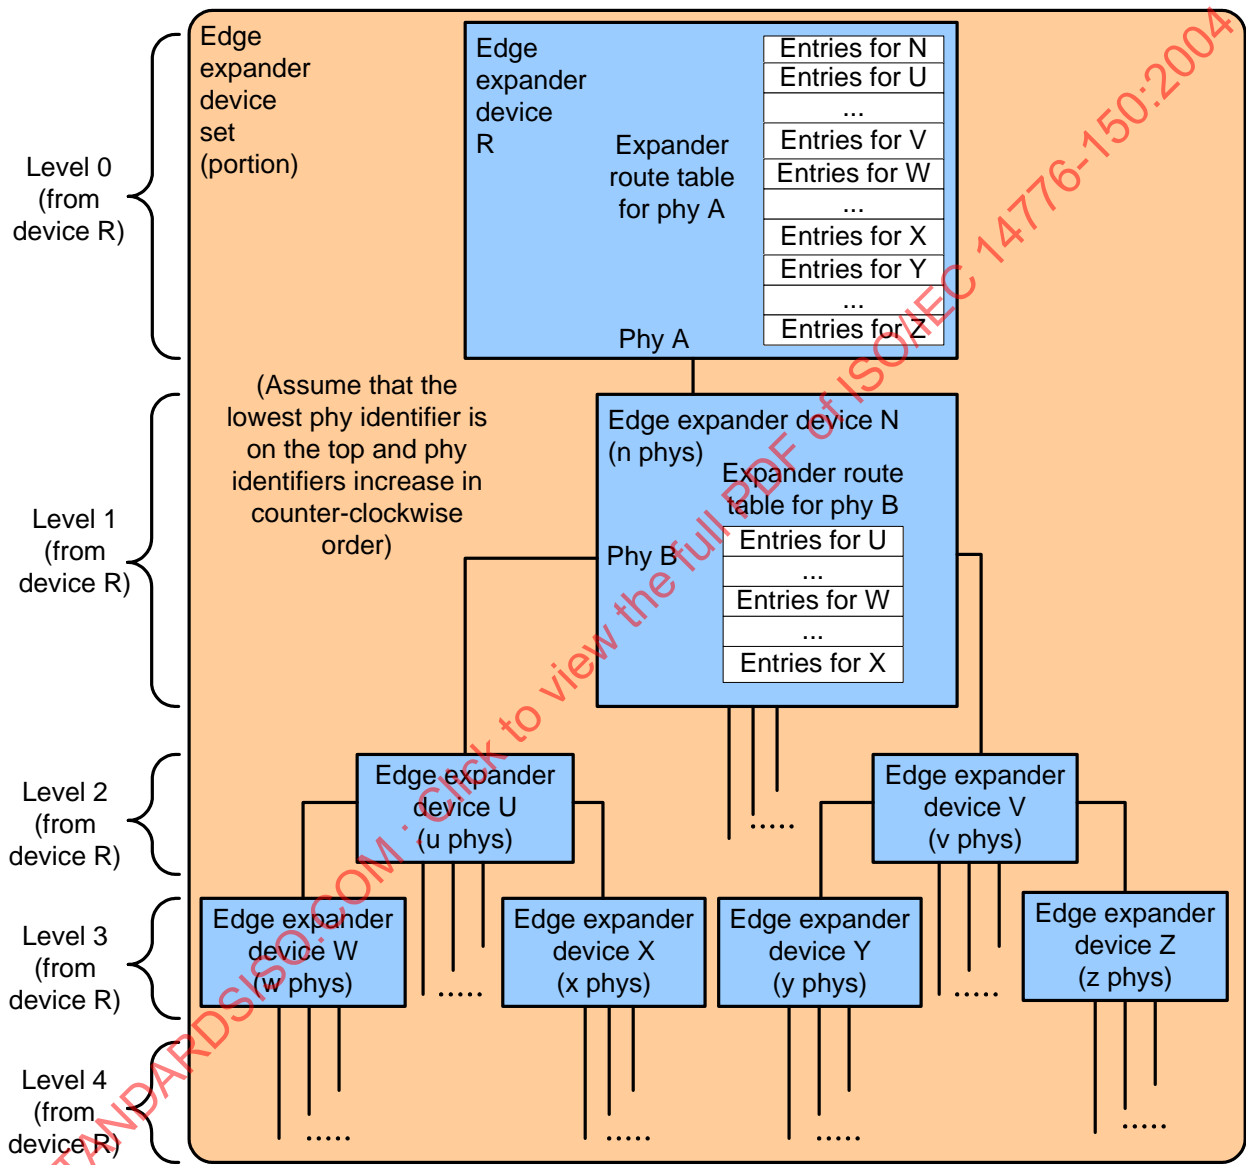 Edge
expander
device
set
(portion)
Edge
expander
device
R
Expander
route table
for phy A
Entries for N
Entries for U
...
Entries for V
Entries for W
...
Entries for X
Entries for Y
...
Entries for Z
Phy A
Level 0
(from
device R)
(Assume that the
lowest phy identifier is
on the top and phy
identifiers increase in
counter-clockwise
order)
Edge expander device N
(n phys)
Expander route
table for phy B
Phy B
Entries for U
...
Entries for W
...
Entries for X
Level 1
(from
device R)
Level 2
(from
device R)
Edge expander
device U
(u phys)
.....
Edge expander
device V
(v phys)
Level 3
(from
device R)
Edge expander
device W
(w phys)
.....
Edge expander
device X
(x phys)
Edge expander
device Y
(y phys)
.....
Edge expander
device Z
(z phys)
Level 4
(from
device R)
.....
.....
.....
.....
STANDARDSISO.COM : Click to view the full PDF of ISO/IEC 14776-150:2004